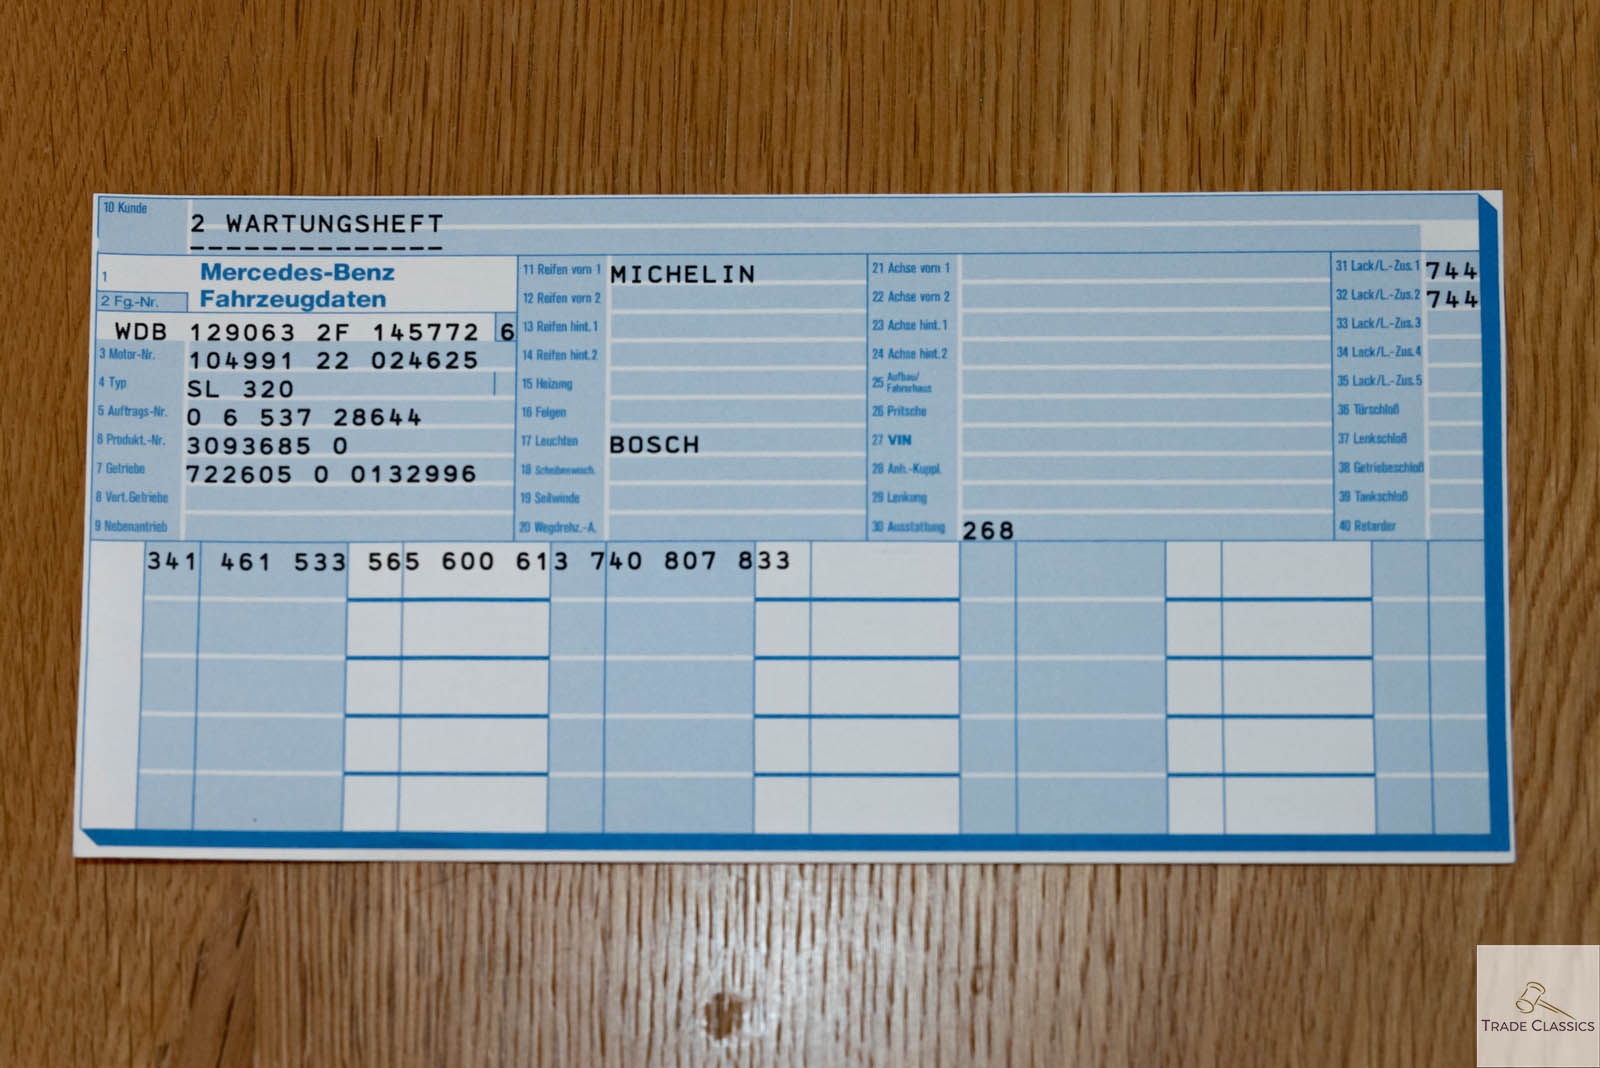 10 Kunde
2 WARTUNGSHEFT
1
Mercedes-Benz
Fahrzeugdaten
2 Fg.-Nr.
WDB 129063 2F 145772 6
3 Motor-Nr. 104991 22 024625
4 Typ SL 320
5 Auftrags-Nr. 0 6 537 28644
6 Produkt.-Nr. 3093685 0
7 Getriebe 722605 0 0132996
8 Vert.Getriebe
9 Nebenantrieb
11 Reifen vorn 1 MICHELIN
12 Reifen vorn 2
13 Reifen hint.1
14 Reifen hint.2
15 Heizung
16 Felgen
17 Leuchten BOSCH
18 Scheibenwasch.
19 Seilwinde
20 Wegdrehz.-A.
21 Achse vorn 1
22 Achse vorn 2
23 Achse hint.1
24 Achse hint.2
25 Aufbau/
Fahrerhaus
26 Pritsche
27 VIN
28 Anh.-Kuppl.
29 Lenkung
30 Ausstattung 268
31 Lack/L.-Zus.1 744
32 Lack/L.-Zus.2 744
33 Lack/L.-Zus.3
34 Lack/L.-Zus.4
35 Lack/L.-Zus.5
36 Türschloß
37 Lenkschloß
38 Getriebeschloß
39 Tankschloß
40 Retarder
341 461 533 565 600 613 740 807 833
TRADE CLASSICS